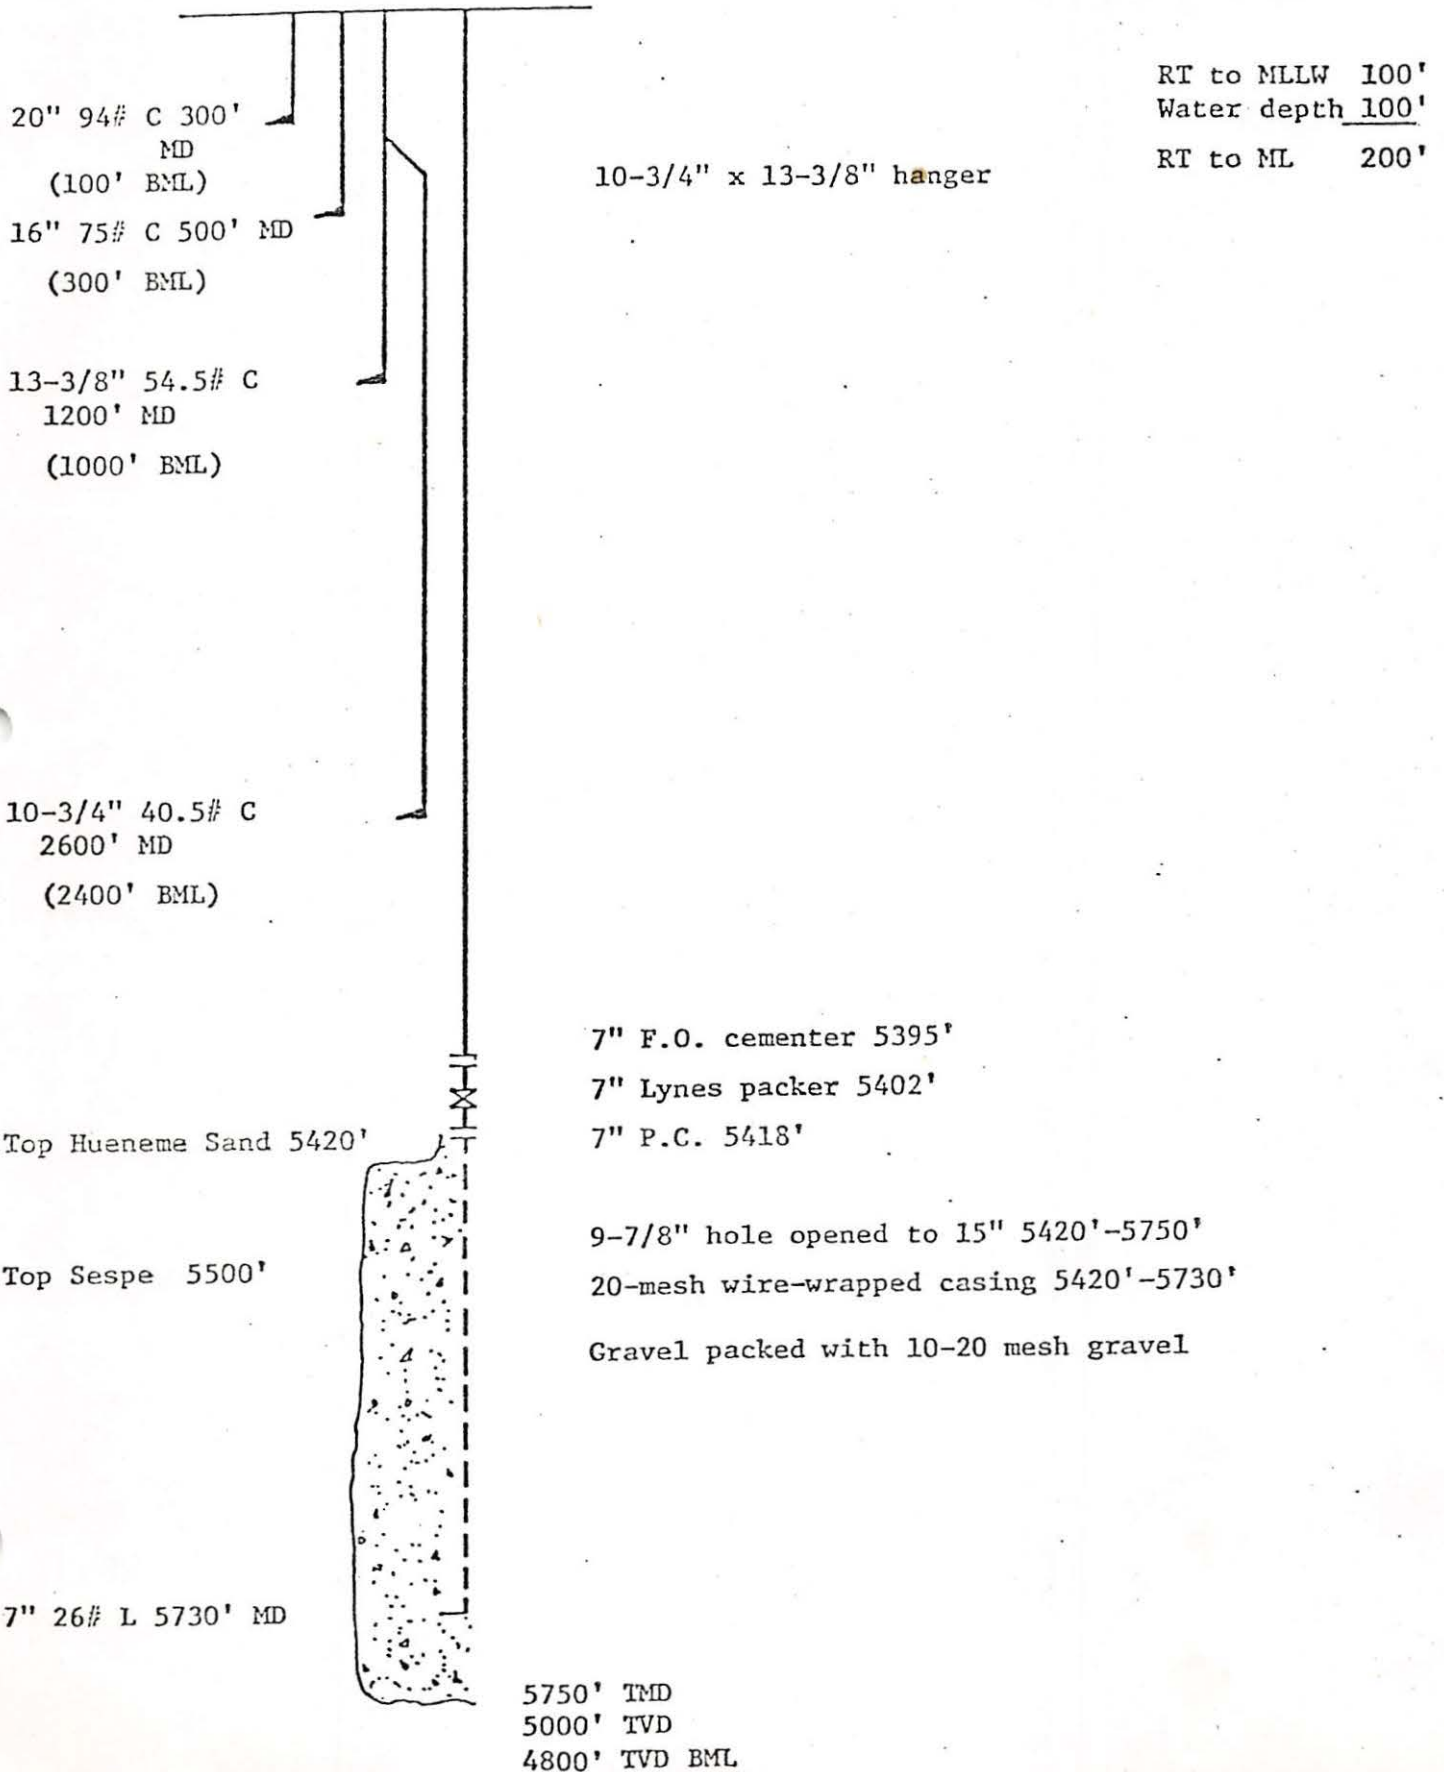 RT to MLLW 100'
Water depth 100'
RT to ML 200'
20" 94# C 300'
MD
(100' BML)
10-3/4" x 13-3/8" hanger
16" 75# C 500' MD
(300' BML)
13-3/8" 54.5# C
1200' MD
(1000' BML)
10-3/4" 40.5# C
2600' MD
(2400' BML)
7" F.O. cementer 5395'
7" Lynes packer 5402'
7" P.C. 5418'
Top Hueneme Sand 5420'
9-7/8" hole opened to 15" 5420'-5750'
Top Sespe 5500'
20-mesh wire-wrapped casing 5420'-5730'
Gravel packed with 10-20 mesh gravel
7" 26# L 5730' MD
5750' TMD
5000' TVD
4800' TVD BML